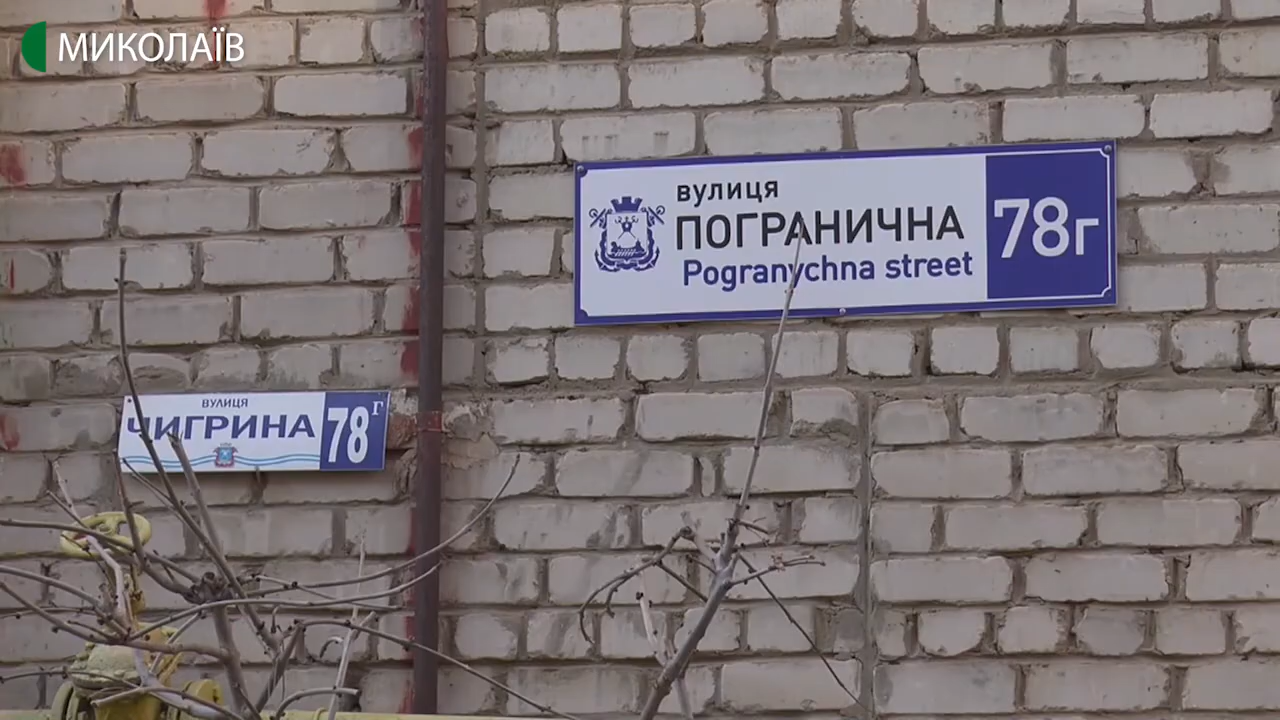 МИКОЛАЇВ
вулиця
ПОГРАНИЧНА
Pogranychna street
78г
ВУЛИЦЯ
ЧИГРИНА
78Г